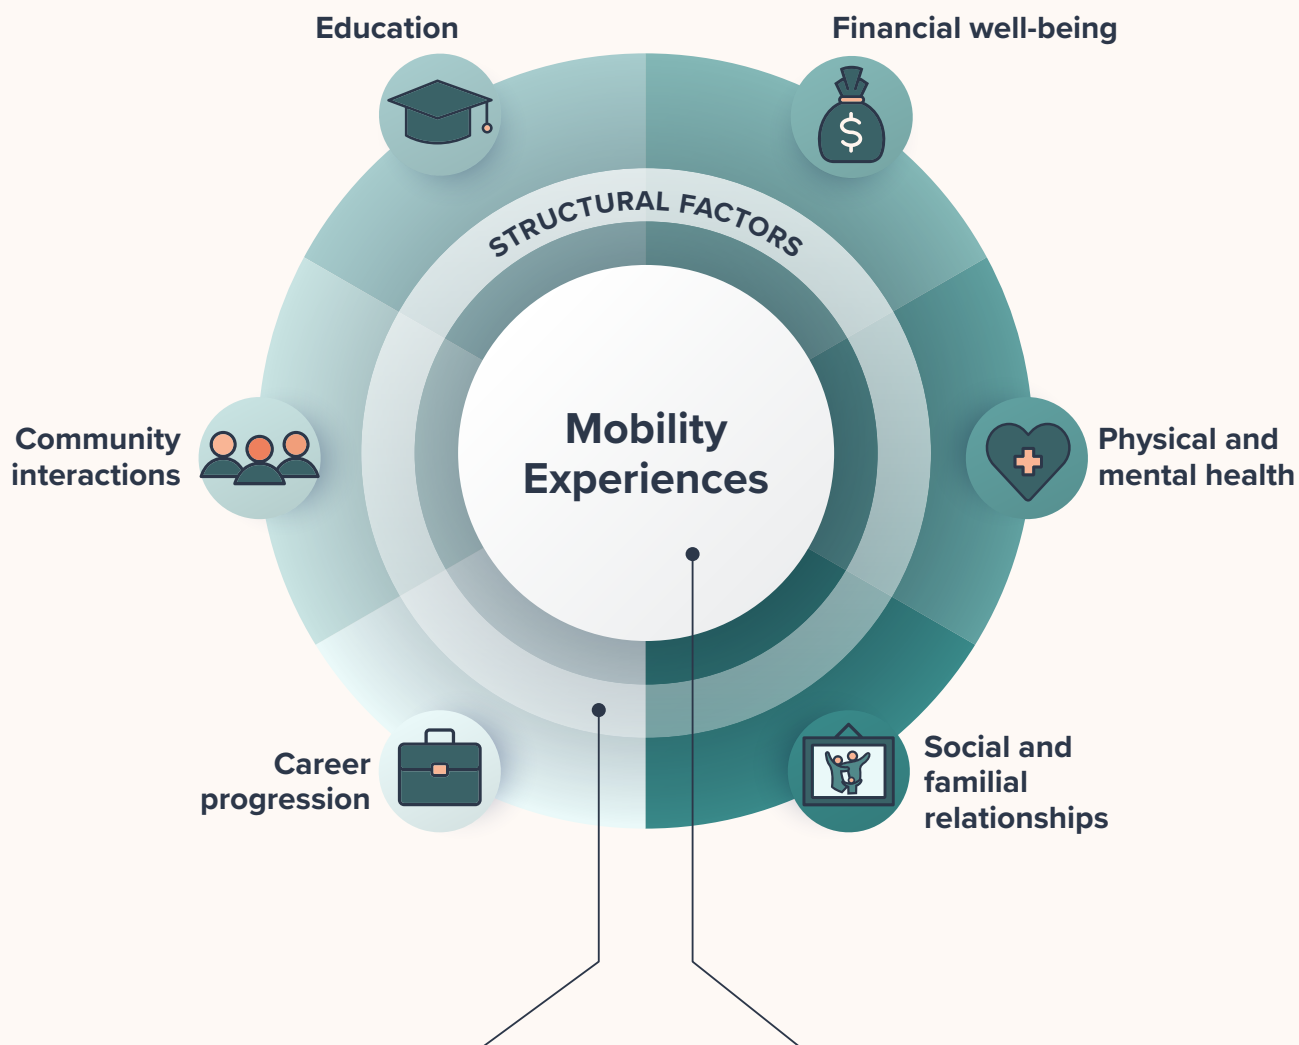 Education
Financial well-being
STRUCTURAL FACTORS
$
Mobility
Experiences
Community
interactions
Physical and
mental health
Career
progression
Social and
familial
relationships